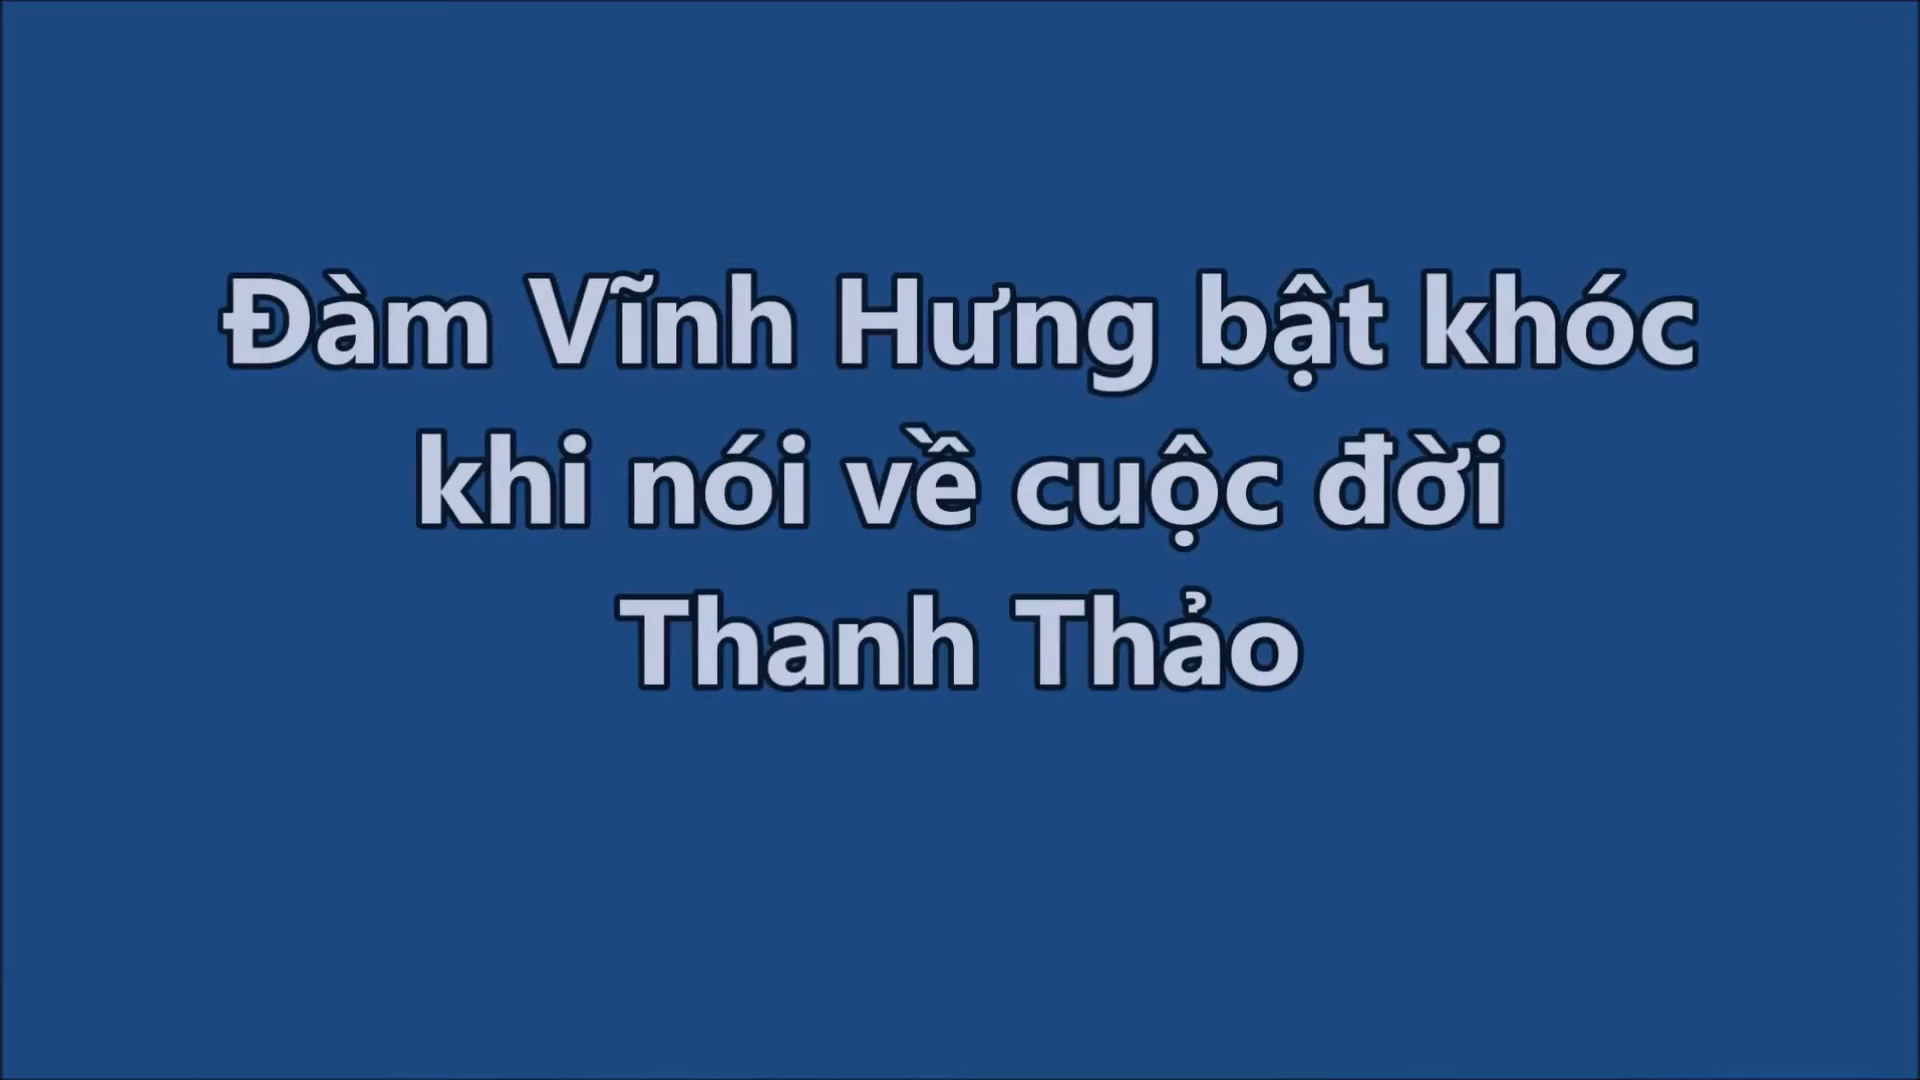 Đàm Vĩnh Hưng bật khóc
khi nói về cuộc đời
Thanh Thảo